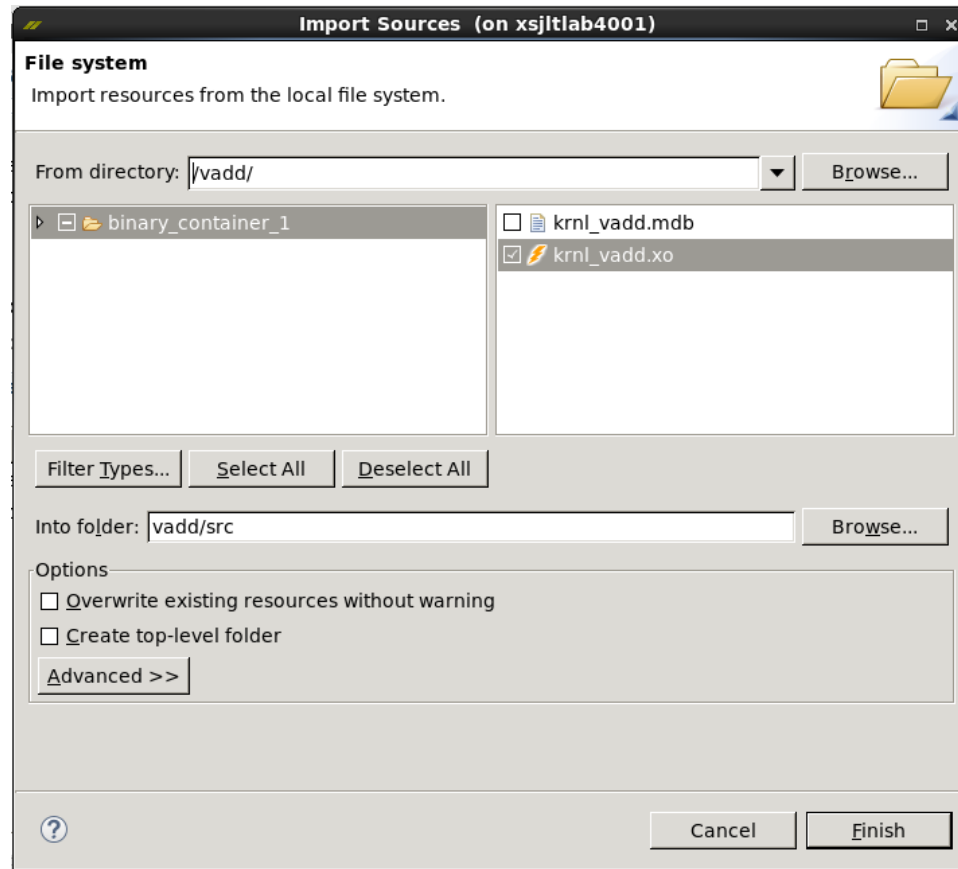 Import Sources (on xsjltlab4001)
File system
Import resources from the local file system.
From directory: /vadd/ Browse...
binary_container_1
krnl_vadd.mdb
krnl_vadd.xo
Filter Types... Select All Deselect All
Into folder: vadd/src Browse...
Options
Overwrite existing resources without warning
Create top-level folder
Advanced >>
? Cancel Finish